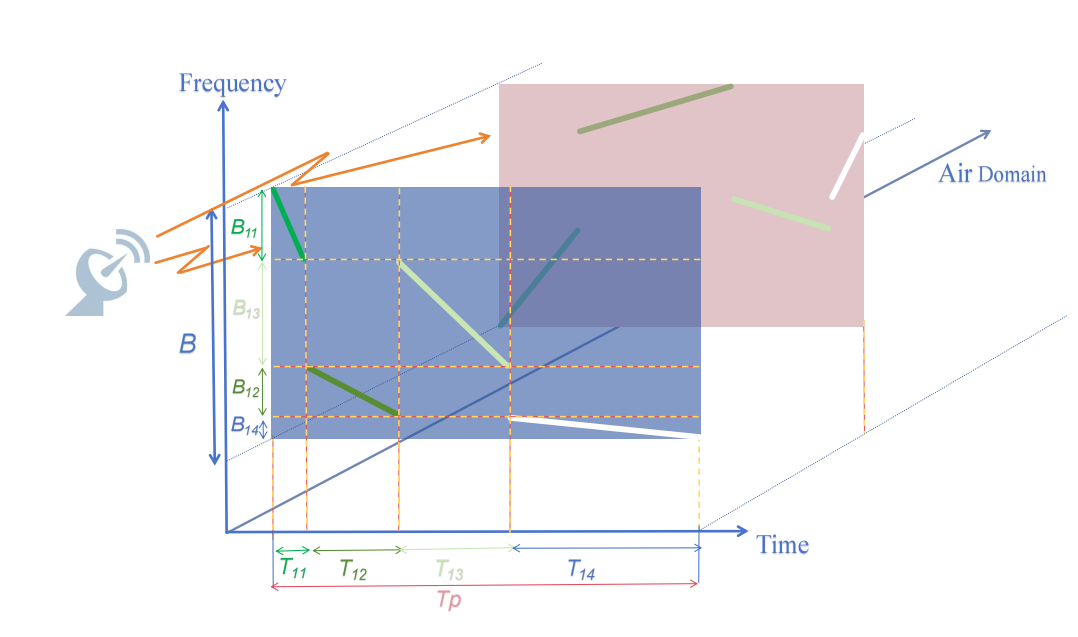 Frequency
Air Domain
B11
B13
B
B12
B14
Time
T11
T12
T13
T14
Tp